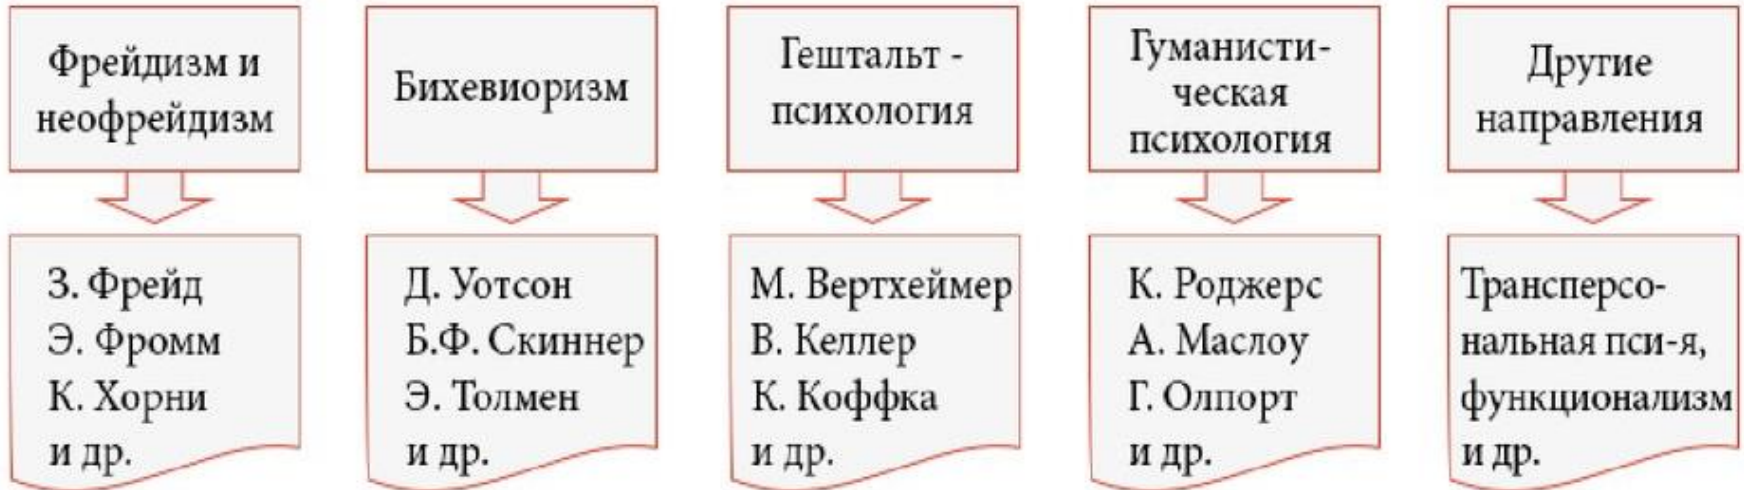 Фрейдизм и
неофрейдизм
Бихевиоризм
Гештальт -
психология
Гуманисти-
ческая
психология
Другие
направления
З. Фрейд
Э. Фромм
К. Хорни
и др.
Д. Уотсон
Б.Ф. Скиннер
Э. Толмен
и др.
М. Вертхеймер
В. Келлер
К. Коффка
и др.
К. Роджерс
А. Маслоу
Г. Олпорт
и др.
Трансперсо-
нальная пси-я,
функционализм
и др.